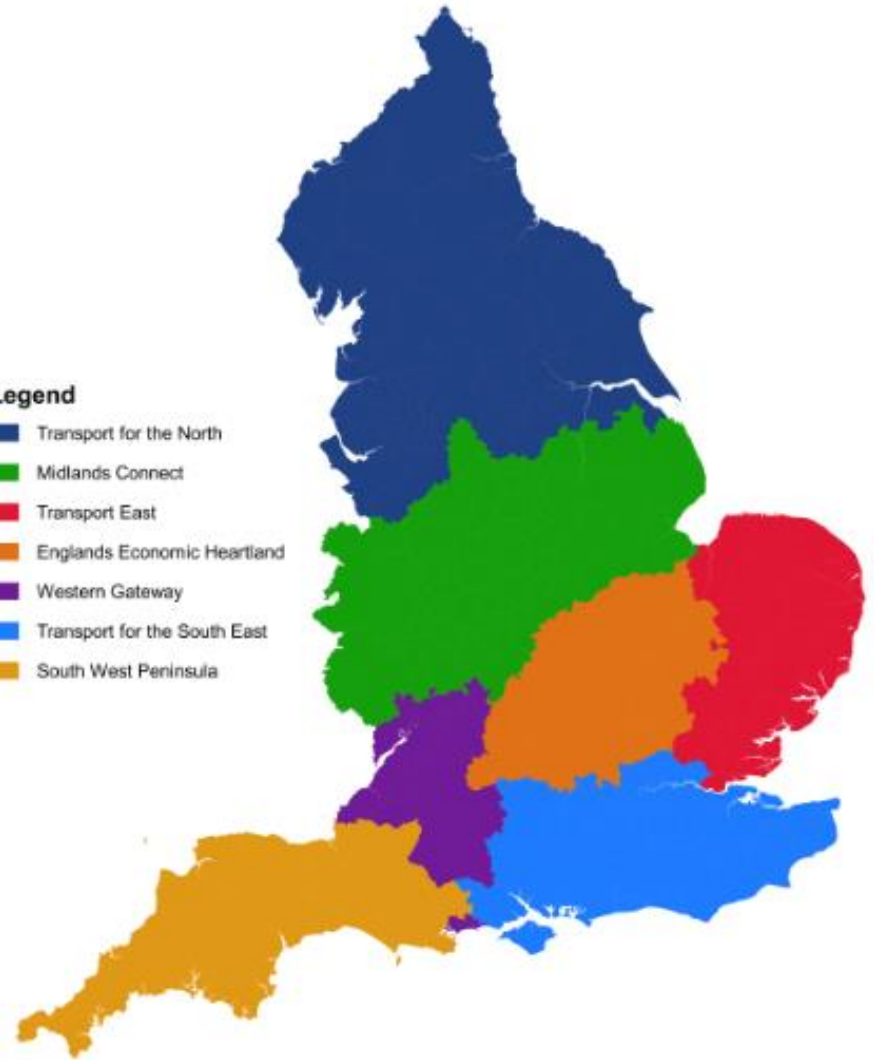 Legend
Transport for the North
Midlands Connect
Transport East
Englands Economic Heartland
Western Gateway
Transport for the South East
South West Peninsula